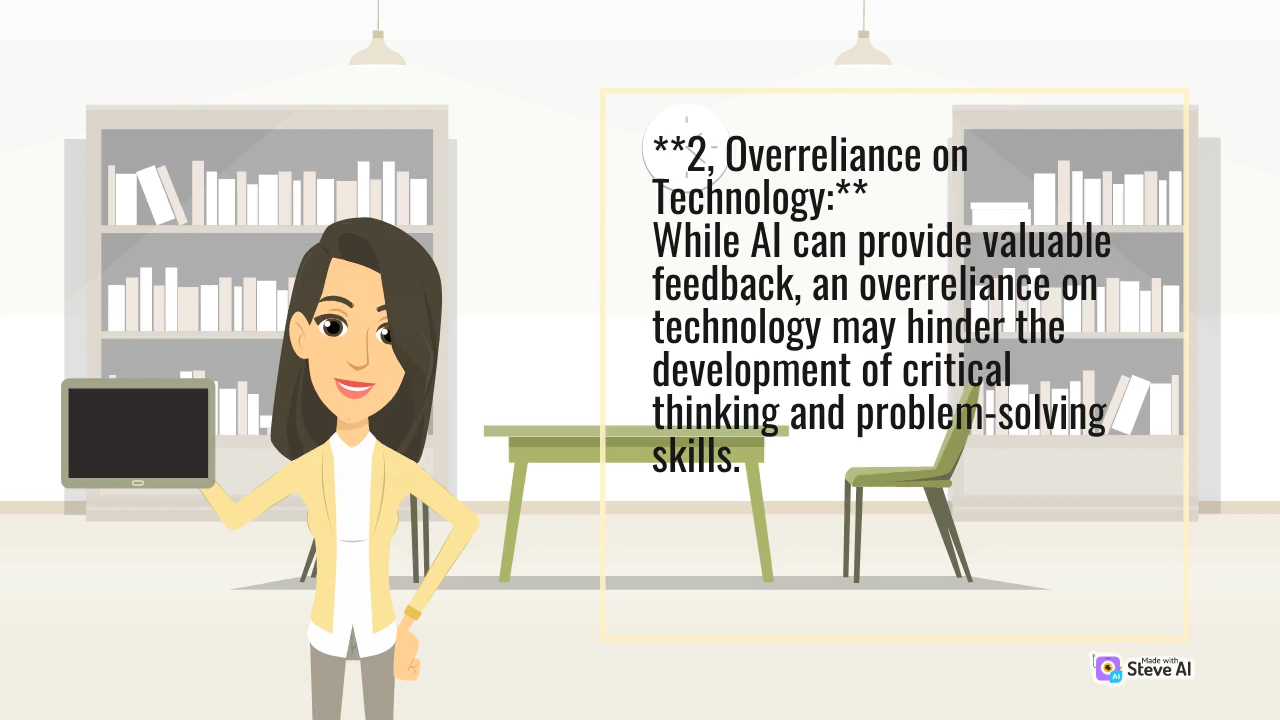 **2, Overreliance on
Technology:**
While AI can provide valuable
feedback, an overreliance on
technology may hinder the
development of critical
thinking and problem-solving
skills.
Made with
AI Steve AI